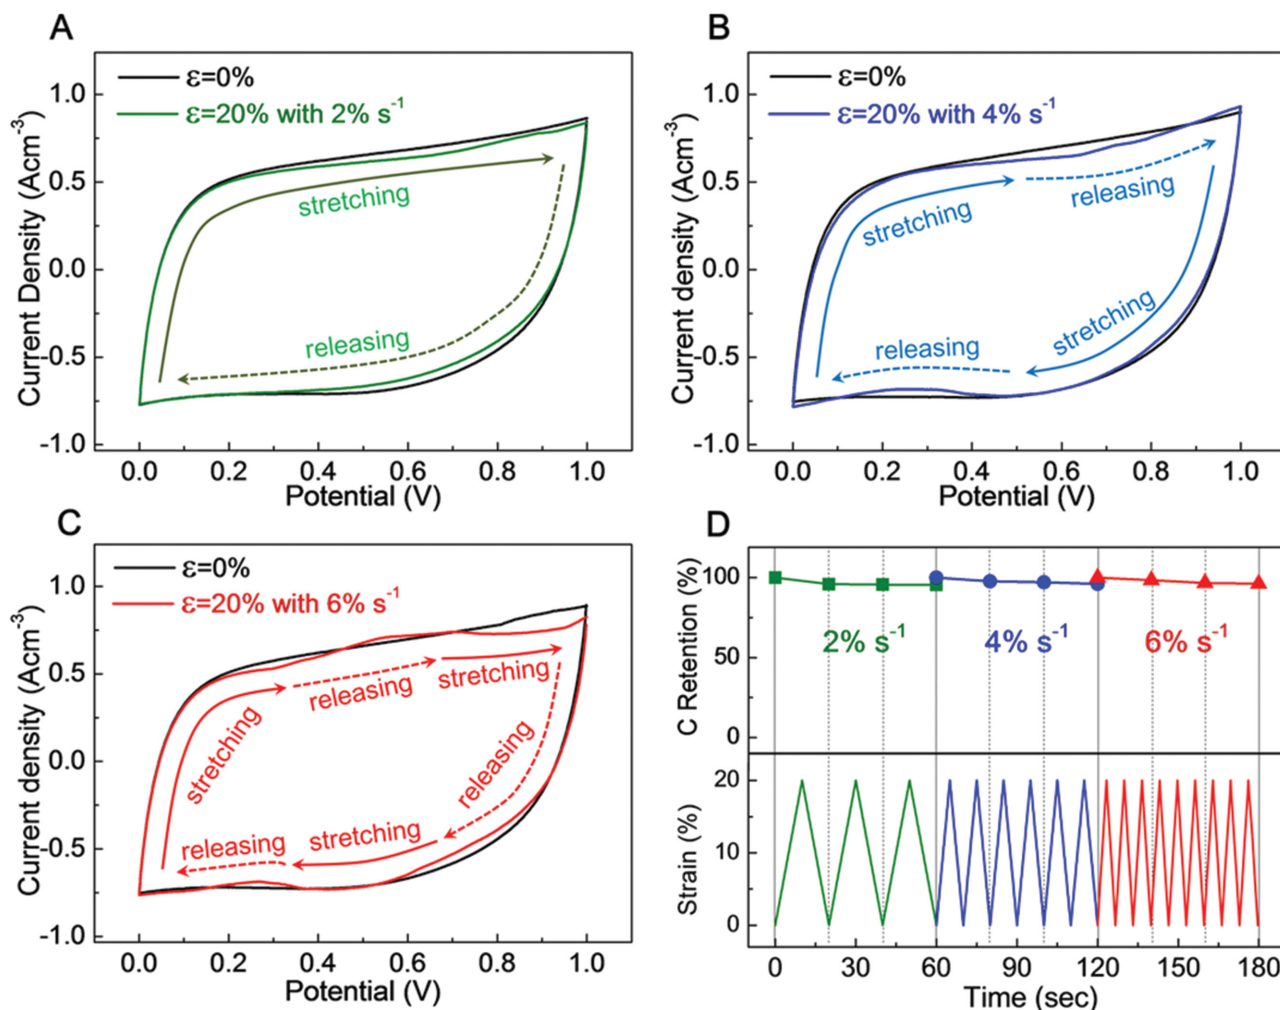 A
ε=0%
ε=20% with 2% s⁻¹
stretching
releasing
1.0
0.5
0.0
-0.5
-1.0
Current Density (Acm⁻³)
0.0 0.2 0.4 0.6 0.8 1.0
Potential (V)
B
ε=0%
ε=20% with 4% s⁻¹
stretching
releasing
stretching
releasing
1.0
0.5
0.0
-0.5
-1.0
Current density (Acm⁻³)
0.0 0.2 0.4 0.6 0.8 1.0
Potential (V)
C
ε=0%
ε=20% with 6% s⁻¹
stretching
releasing
stretching
releasing
stretching
releasing
1.0
0.5
0.0
-0.5
-1.0
Current density (Acm⁻³)
0.0 0.2 0.4 0.6 0.8 1.0
Potential (V)
D
100
50
0
C Retention (%)
2% s⁻¹ 4% s⁻¹ 6% s⁻¹
20
10
0
Strain (%)
0 30 60 90 120 150 180
Time (sec)